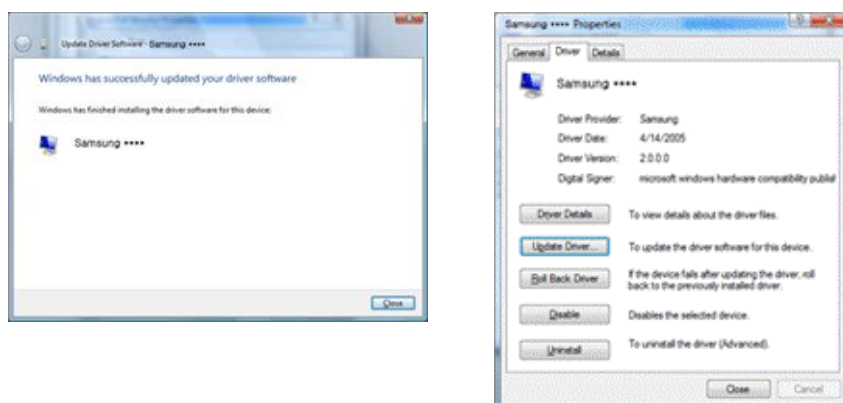 Update Driver Software - Samsung ****
Windows has successfully updated your driver software
Windows has finished installing the driver software for this device:
Samsung ****
Close
Samsung **** Properties
General Driver Details
Samsung ****
Driver Provider: Samsung
Driver Date: 4/14/2005
Driver Version: 2.0.0.0
Digital Signer: microsoft windows hardware compatibility publist
Driver Details To view details about the driver files.
Update Driver... To update the driver software for this device.
Roll Back Driver If the device fails after updating the driver, roll
back to the previously installed driver.
Disable Disables the selected device.
Uninstall To uninstall the driver (Advanced).
Close Cancel